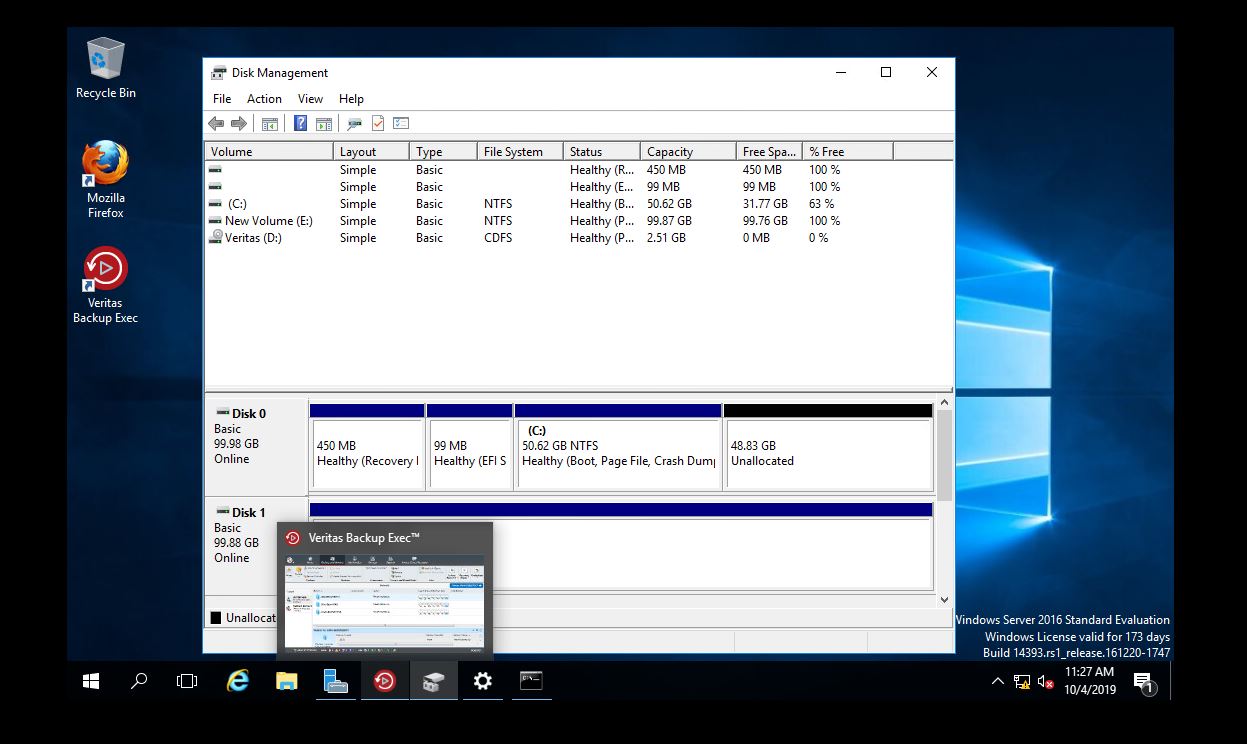 Recycle Bin
Mozilla
Firefox
Veritas
Backup Exec
Disk Management
File Action View Help
Volume Layout Type File System Status Capacity Free Spa... % Free
Simple Basic Healthy (R... 450 MB 450 MB 100 %
Simple Basic Healthy (E... 99 MB 99 MB 100 %
(C:) Simple Basic NTFS Healthy (B... 50.62 GB 31.77 GB 63 %
New Volume (E:) Simple Basic NTFS Healthy (P... 99.87 GB 99.76 GB 100 %
Veritas (D:) Simple Basic CDFS Healthy (P... 2.51 GB 0 MB 0 %
Disk 0
Basic
99.98 GB
Online
450 MB
Healthy (Recovery
99 MB
Healthy (EFI S
(C:)
50.62 GB NTFS
Healthy (Boot, Page File, Crash Dump
48.83 GB
Unallocated
Disk 1
Basic
99.88 GB
Online
Veritas Backup Exec™
Unallocat
Windows Server 2016 Standard Evaluation
Windows License valid for 173 days
Build 14393.rs1_release.161220-1747
11:27 AM
10/4/2019
1